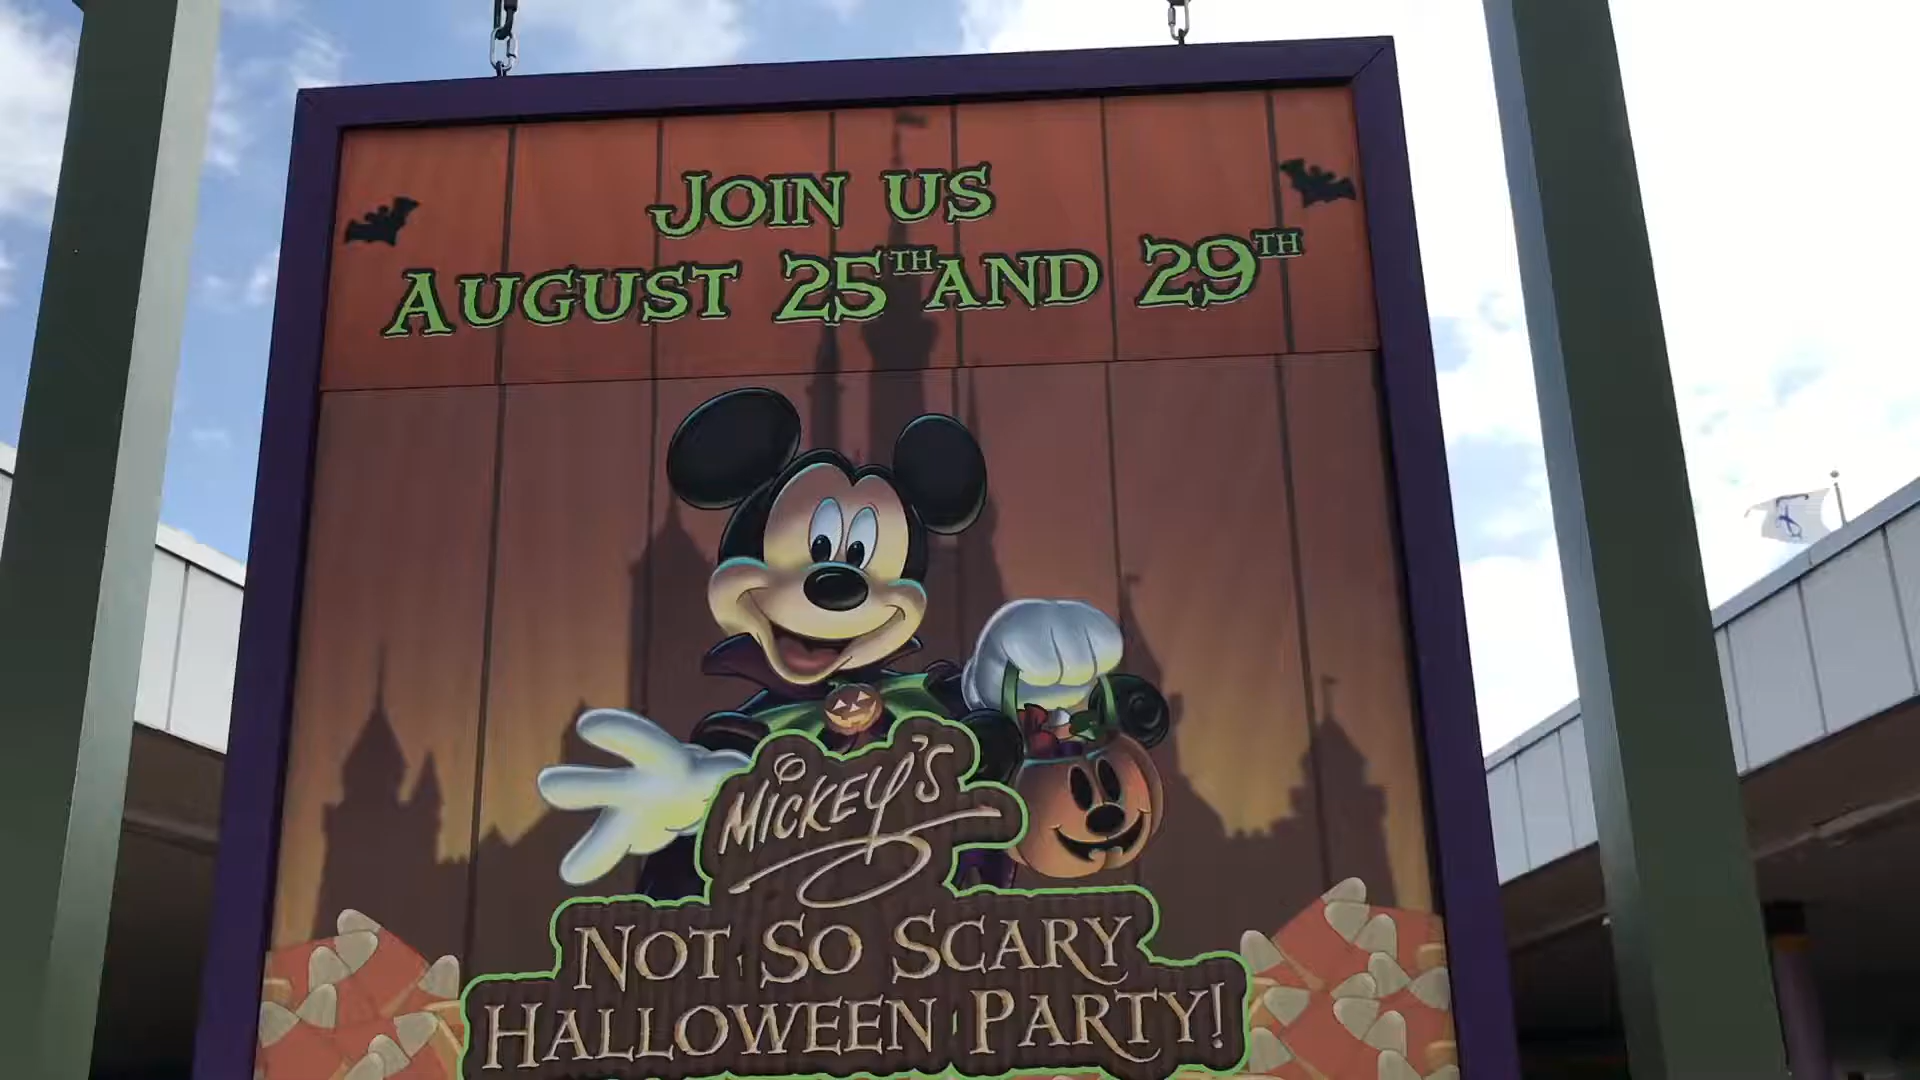 JOIN US
AUGUST 25TH AND 29TH
MICKEY'S
NOT SO SCARY
HALLOWEEN PARTY!